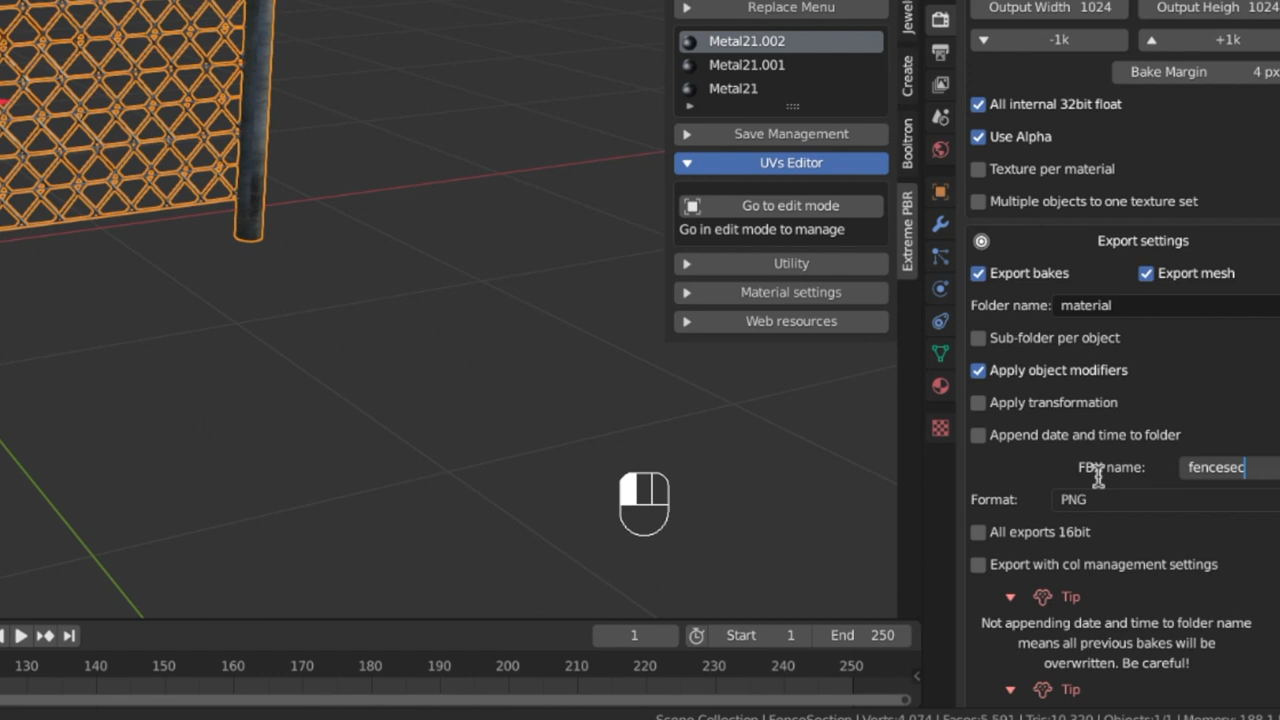 Replace Menu
Metal21.002
Metal21.001
Metal21
Save Management
UVs Editor
Go to edit mode
Go in edit mode to manage
Utility
Material settings
Web resources
Create
Booltron
Extreme PBR
Output Width 1024
Output Heigh 1024
-1k
+1k
Bake Margin 4 px
All internal 32bit float
Use Alpha
Texture per material
Multiple objects to one texture set
Export settings
Export bakes
Export mesh
Folder name: material
Sub-folder per object
Apply object modifiers
Apply transformation
Append date and time to folder
name: fencesec
Format: PNG
All exports 16bit
Export with col management settings
Tip
Not appending date and time to folder name
means all previous bakes will be
overwritten. Be careful!
Tip
1
Start 1
End 250
130 140 150 160 170 180 190 200 210 220 230 240 250